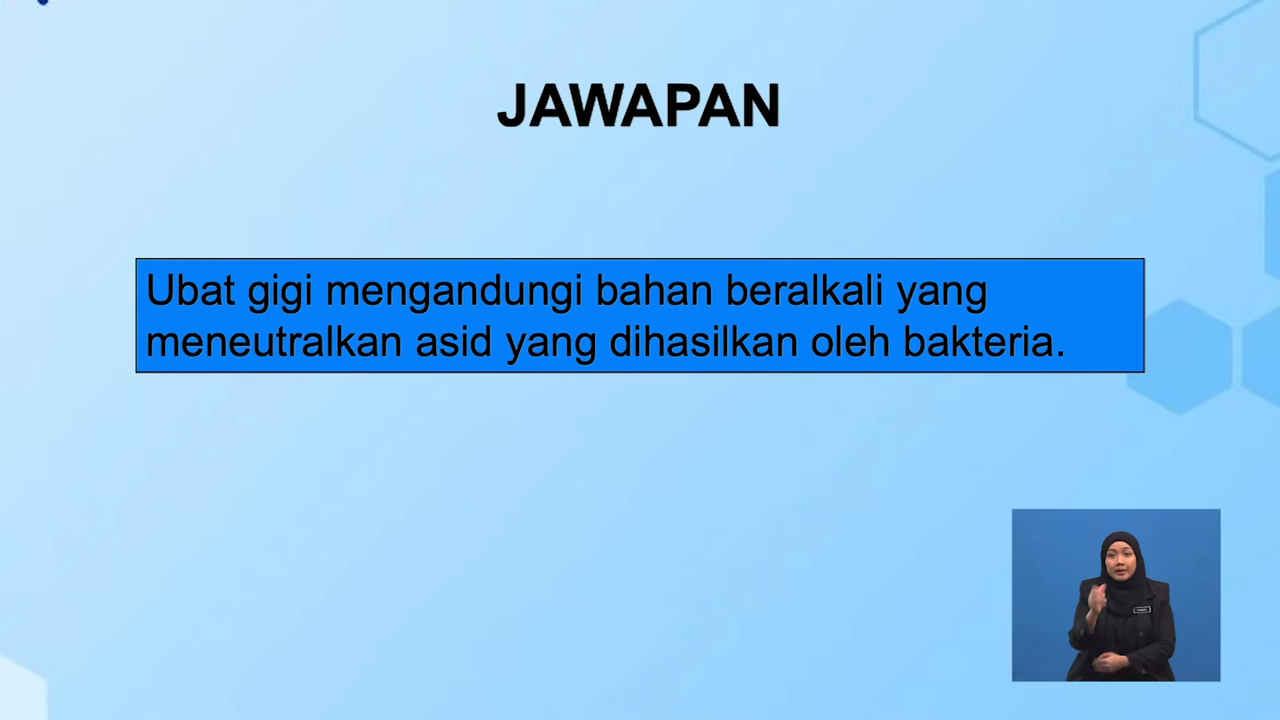 JAWAPAN
Ubat gigi mengandungi bahan beralkali yang
meneutralkan asid yang dihasilkan oleh bakteria.